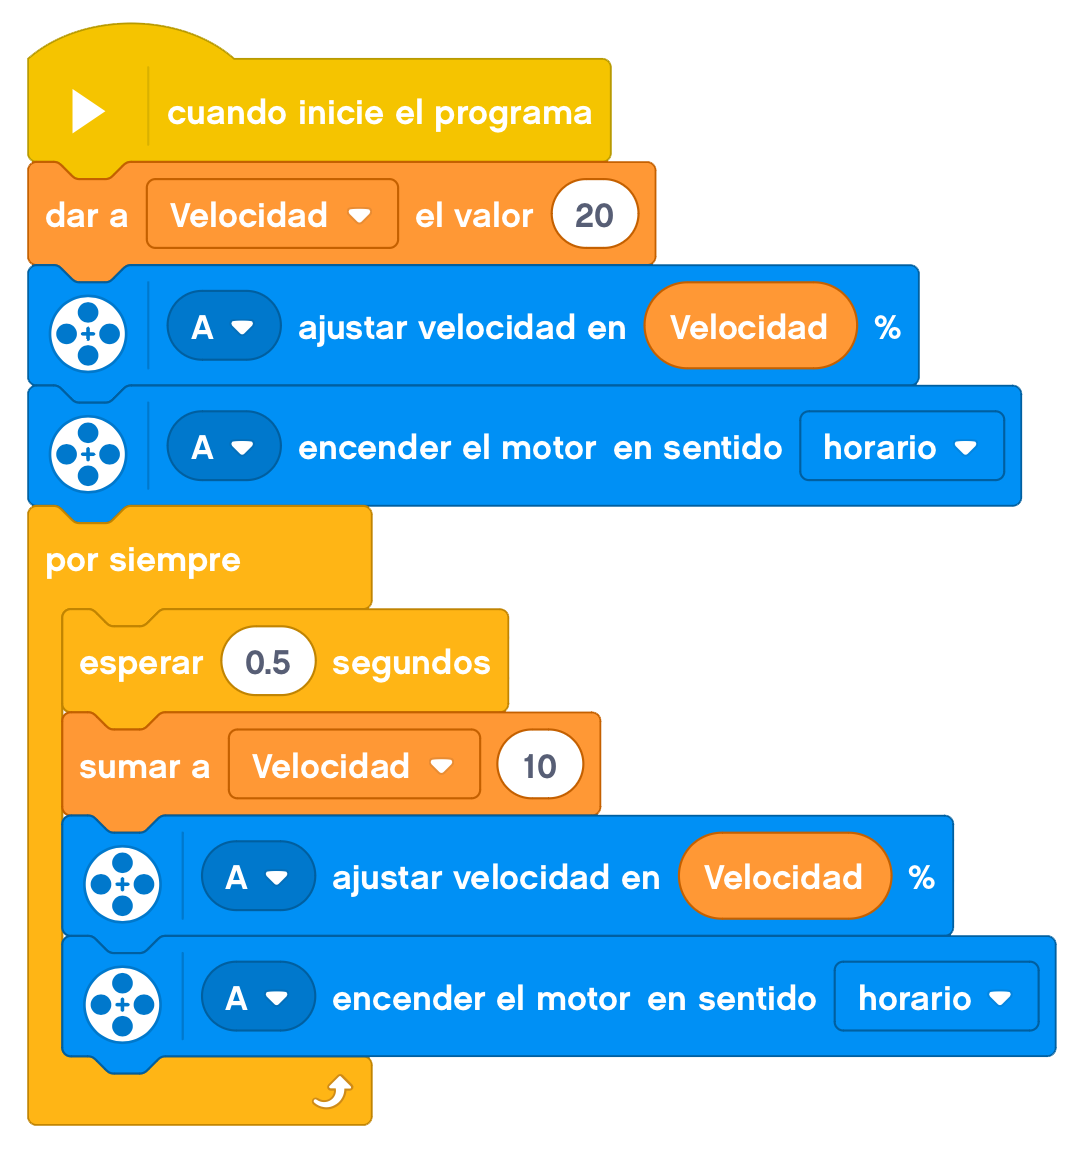 cuando inicie el programa
dar a Velocidad el valor 20
A ajustar velocidad en Velocidad %
A encender el motor en sentido horario
por siempre
esperar 0.5 segundos
sumar a Velocidad 10
A ajustar velocidad en Velocidad %
A encender el motor en sentido horario